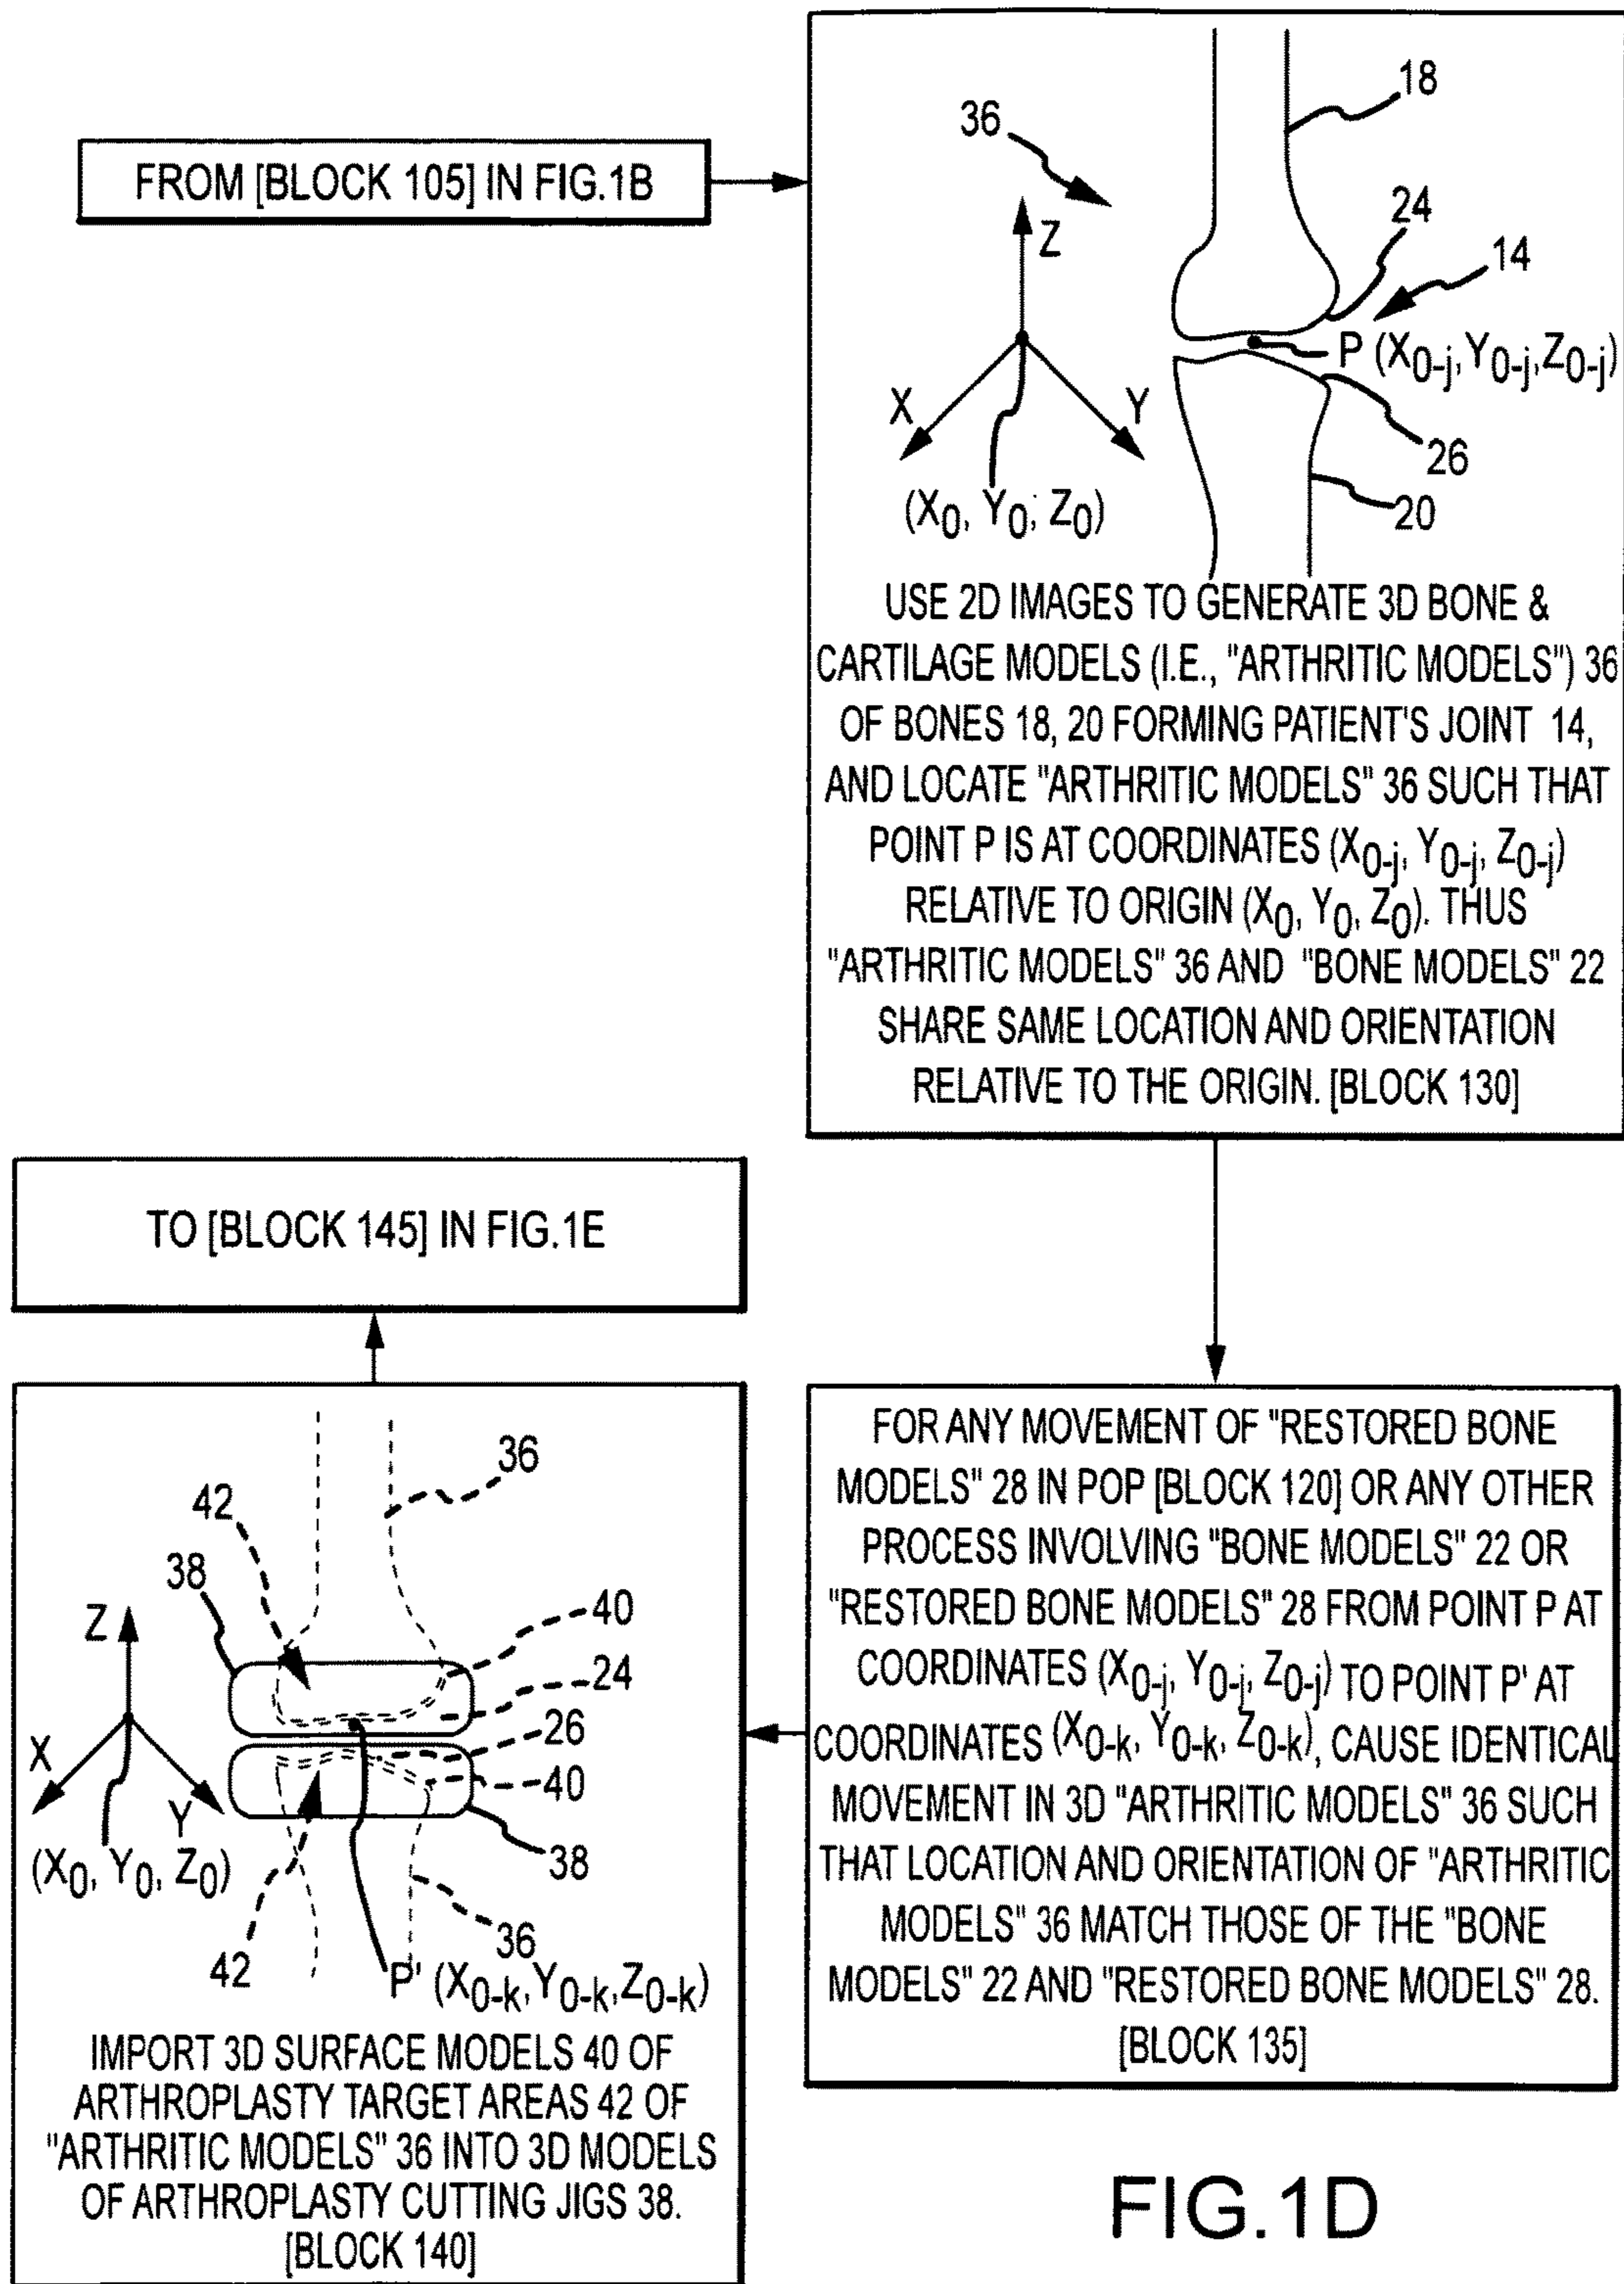 FROM [BLOCK 105] IN FIG.1B
18
36
24
Z
14
P (X0-j, Y0-j, Z0-j)
X
Y
26
(X0, Y0, Z0)
20
USE 2D IMAGES TO GENERATE 3D BONE &
CARTILAGE MODELS (I.E., "ARTHRITIC MODELS") 36
OF BONES 18, 20 FORMING PATIENT'S JOINT 14,
AND LOCATE "ARTHRITIC MODELS" 36 SUCH THAT
POINT P IS AT COORDINATES (X0-j, Y0-j, Z0-j)
RELATIVE TO ORIGIN (X0, Y0, Z0). THUS
"ARTHRITIC MODELS" 36 AND "BONE MODELS" 22
SHARE SAME LOCATION AND ORIENTATION
RELATIVE TO THE ORIGIN. [BLOCK 130]
FOR ANY MOVEMENT OF "RESTORED BONE
MODELS" 28 IN POP [BLOCK 120] OR ANY OTHER
PROCESS INVOLVING "BONE MODELS" 22 OR
"RESTORED BONE MODELS" 28 FROM POINT P AT
COORDINATES (X0-j, Y0-j, Z0-j) TO POINT P' AT
COORDINATES (X0-k, Y0-k, Z0-k), CAUSE IDENTICAL
MOVEMENT IN 3D "ARTHRITIC MODELS" 36 SUCH
THAT LOCATION AND ORIENTATION OF "ARTHRITIC
MODELS" 36 MATCH THOSE OF THE "BONE
MODELS" 22 AND "RESTORED BONE MODELS" 28.
[BLOCK 135]
36
42
38
40
Z
24
26
X
40
Y
38
(X0, Y0, Z0)
36
42
P' (X0-k, Y0-k, Z0-k)
IMPORT 3D SURFACE MODELS 40 OF
ARTHROPLASTY TARGET AREAS 42 OF
"ARTHRITIC MODELS" 36 INTO 3D MODELS
OF ARTHROPLASTY CUTTING JIGS 38.
[BLOCK 140]
TO [BLOCK 145] IN FIG.1E
FIG.1D